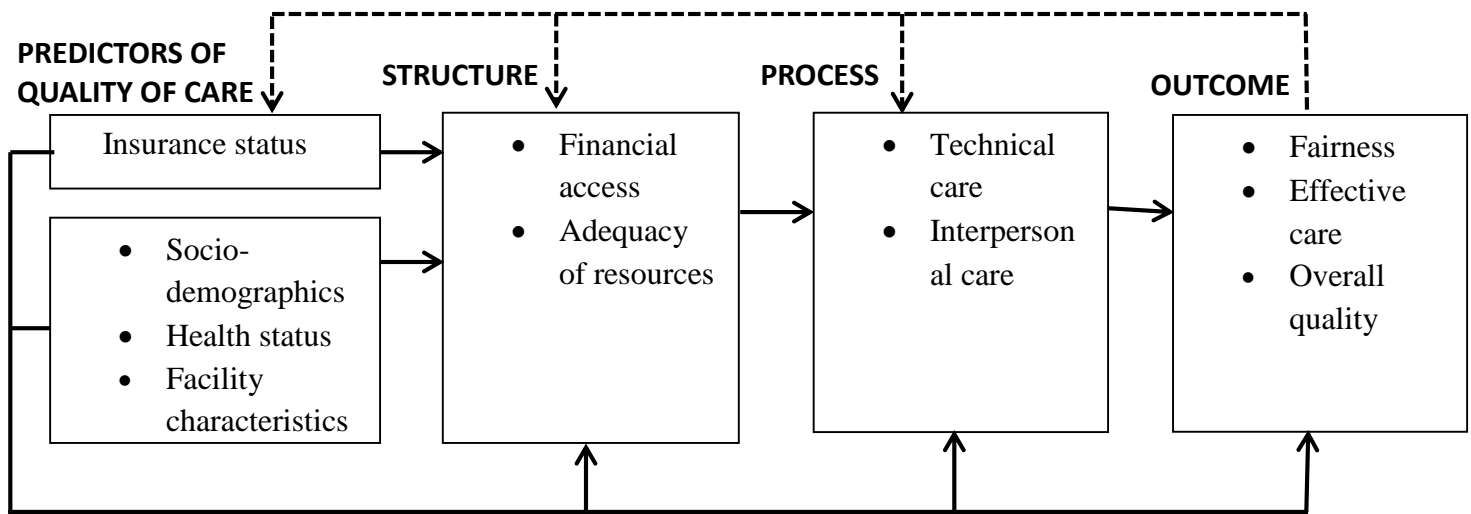 PREDICTORS OF
QUALITY OF CARE
Insurance status
• Socio-
demographics
• Health status
• Facility
characteristics
STRUCTURE
• Financial
access
• Adequacy
of resources
PROCESS
• Technical
care
• Interperson
al care
OUTCOME
• Fairness
• Effective
care
• Overall
quality